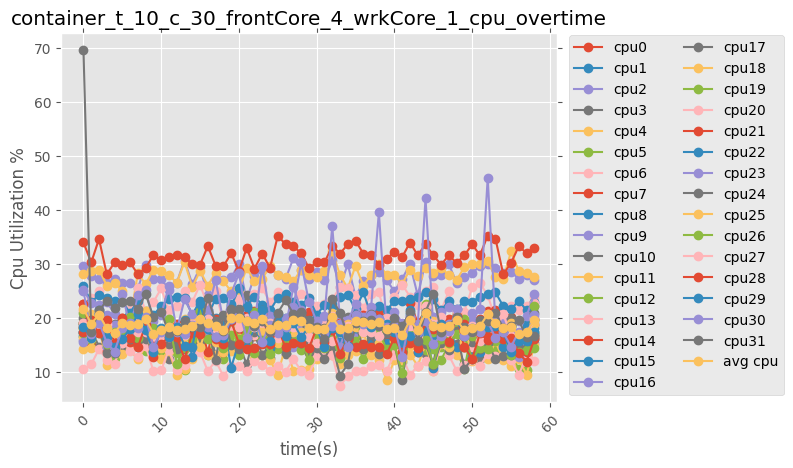 container_t_10_c_30_frontCore_4_wrkCore_1_cpu_overtime
Cpu Utilization %
70
60
50
40
30
20
10
0
10
20
30
40
50
60
time(s)
cpu0
cpu1
cpu2
cpu3
cpu4
cpu5
cpu6
cpu7
cpu8
cpu9
cpu10
cpu11
cpu12
cpu13
cpu14
cpu15
cpu16
cpu17
cpu18
cpu19
cpu20
cpu21
cpu22
cpu23
cpu24
cpu25
cpu26
cpu27
cpu28
cpu29
cpu30
cpu31
avg cpu